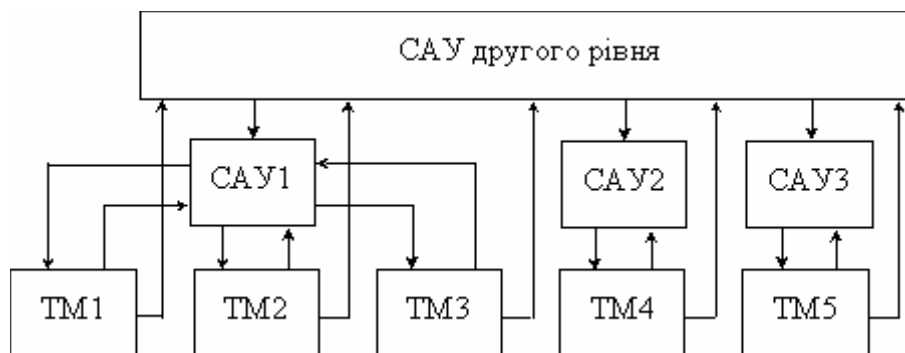 САУ другого рівня
САУ1
САУ2
САУ3
ТМ1
ТМ2
ТМ3
ТМ4
ТМ5